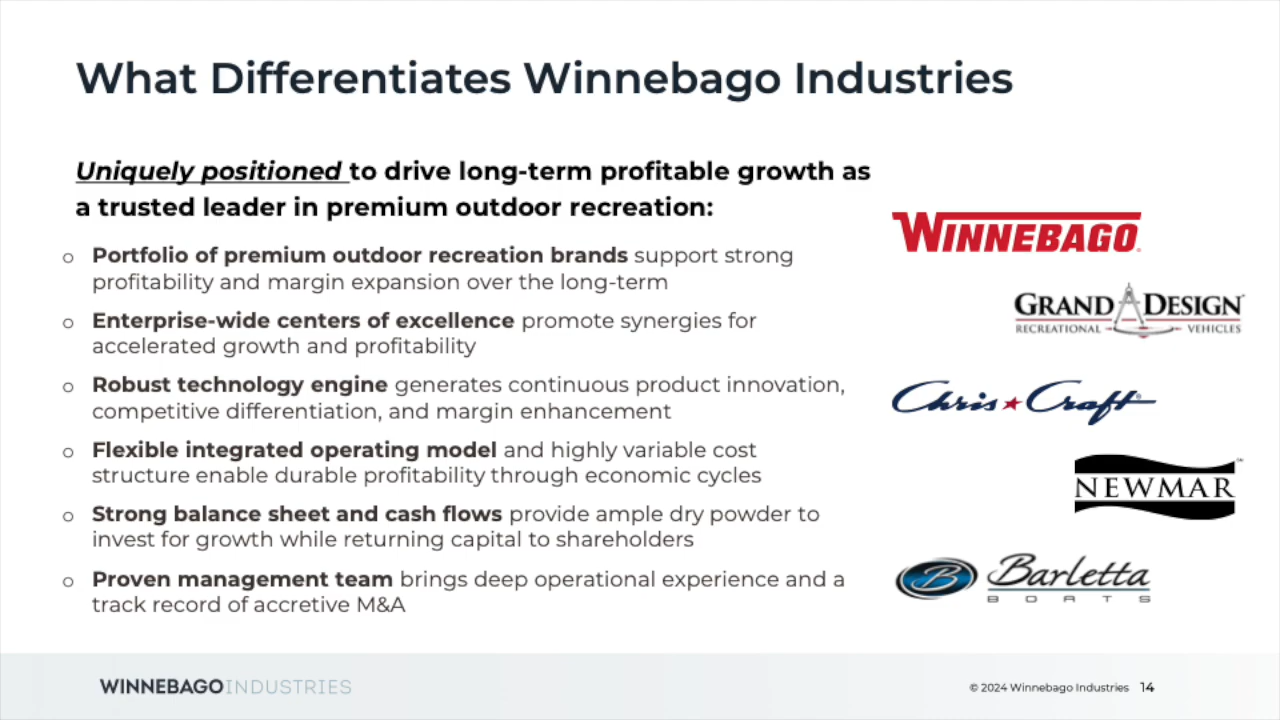 What Differentiates Winnebago Industries
Uniquely positioned to drive long-term profitable growth as
a trusted leader in premium outdoor recreation:
o Portfolio of premium outdoor recreation brands support strong
profitability and margin expansion over the long-term
o Enterprise-wide centers of excellence promote synergies for
accelerated growth and profitability
o Robust technology engine generates continuous product innovation,
competitive differentiation, and margin enhancement
o Flexible integrated operating model and highly variable cost
structure enable durable profitability through economic cycles
o Strong balance sheet and cash flows provide ample dry powder to
invest for growth while returning capital to shareholders
o Proven management team brings deep operational experience and a
track record of accretive M&A
WINNEBAGO
GRAND DESIGN
RECREATIONAL VEHICLES
Chris★Craft
NEWMAR
B Barletta
BOATS
WINNEBAGOINDUSTRIES
© 2024 Winnebago Industries 14